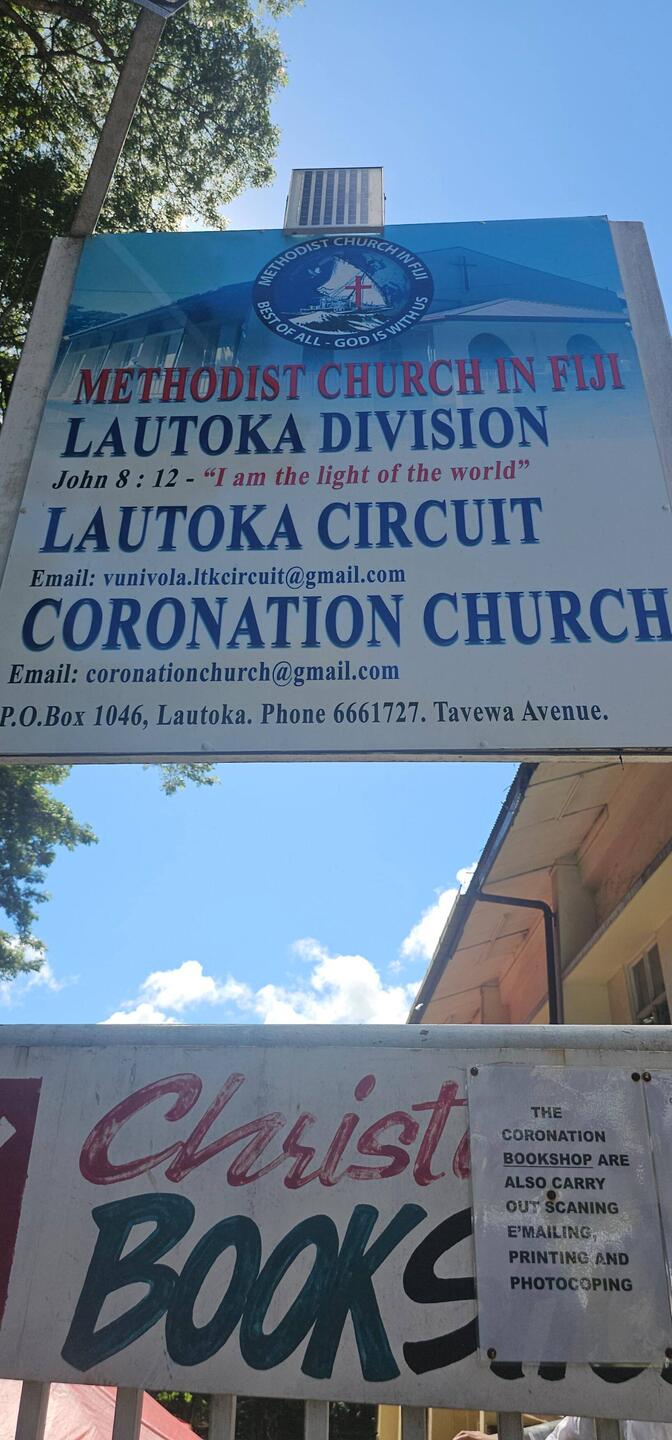 METHODIST CHURCH IN FIJI
BEST OF ALL - GOD IS WITH US
METHODIST CHURCH IN FIJI
LAUTOKA DIVISION
John 8 : 12 - “I am the light of the world”
LAUTOKA CIRCUIT
Email: vunivola.ltkcircuit@gmail.com
CORONATION CHURCH
Email: coronationchurch@gmail.com
P.O.Box 1046, Lautoka. Phone 6661727. Tavewa Avenue.
Christ
BOOKS
THE
CORONATION
BOOKSHOP ARE
ALSO CARRY
OUT SCANING
E'MAILING,
PRINTING AND
PHOTOCOPING